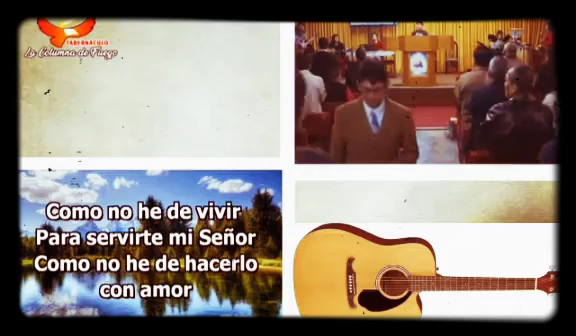 TABERNACULO
La Columna de Fuego
Como no he de vivir
Para servirte mi Señor
Como no he de hacerlo
con amor